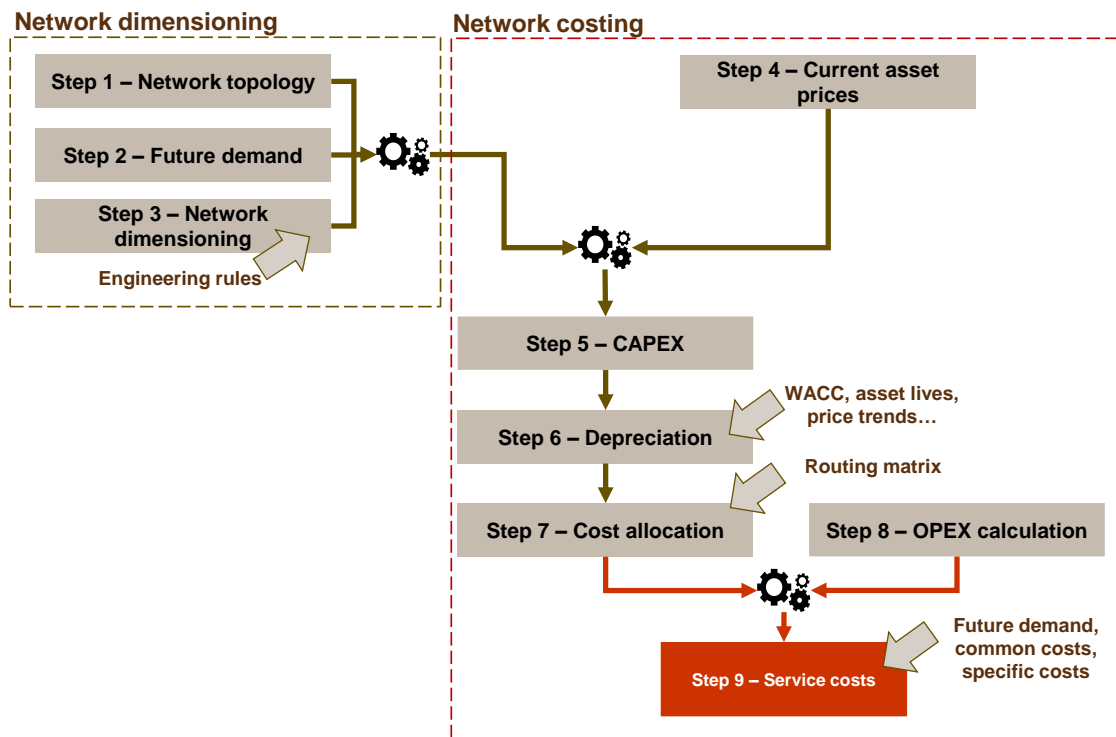 Network dimensioning
Network costing
Step 1 – Network topology
Step 2 – Future demand
Step 3 – Network
dimensioning
Engineering rules
Step 4 – Current asset
prices
Step 5 – CAPEX
WACC, asset lives,
price trends…
Step 6 – Depreciation
Routing matrix
Step 7 – Cost allocation
Step 8 – OPEX calculation
Future demand,
common costs,
specific costs
Step 9 – Service costs